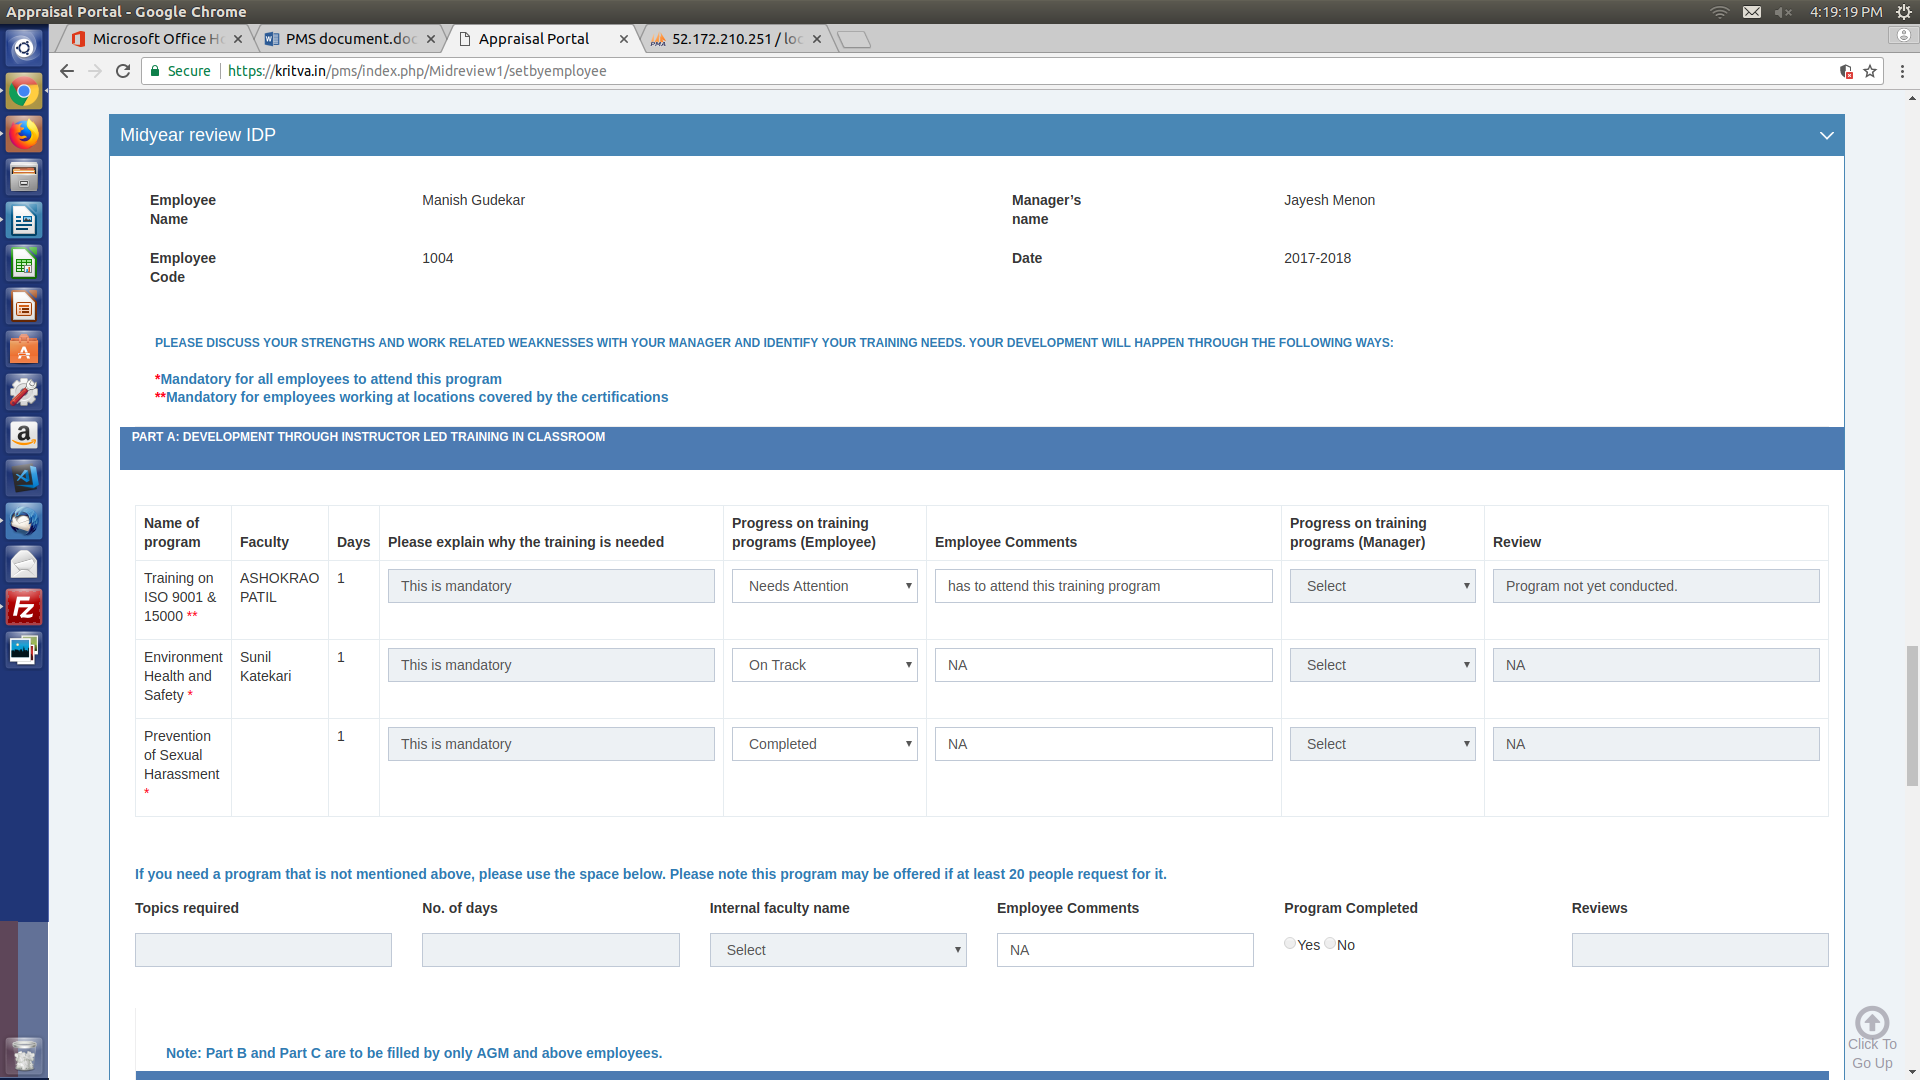 Appraisal Portal - Google Chrome
4:19:19 PM
Microsoft Office H
PMS document.doc
Appraisal Portal
52.172.210.251 / loc
Secure
https://kritva.in/pms/index.php/Midreview1/setbyemployee
Midyear review IDP
Employee Name
Manish Gudekar
Manager’s name
Jayesh Menon
Employee Code
1004
Date
2017-2018
PLEASE DISCUSS YOUR STRENGTHS AND WORK RELATED WEAKNESSES WITH YOUR MANAGER AND IDENTIFY YOUR TRAINING NEEDS. YOUR DEVELOPMENT WILL HAPPEN THROUGH THE FOLLOWING WAYS:
*Mandatory for all employees to attend this program
**Mandatory for employees working at locations covered by the certifications
PART A: DEVELOPMENT THROUGH INSTRUCTOR LED TRAINING IN CLASSROOM
Name of program
Faculty
Days
Please explain why the training is needed
Progress on training programs (Employee)
Employee Comments
Progress on training programs (Manager)
Review
Training on ISO 9001 & 15000 **
ASHOKRAO PATIL
1
This is mandatory
Needs Attention
has to attend this training program
Select
Program not yet conducted.
Environment Health and Safety *
Sunil Katekari
1
This is mandatory
On Track
NA
Select
NA
Prevention of Sexual Harassment *
1
This is mandatory
Completed
NA
Select
NA
If you need a program that is not mentioned above, please use the space below. Please note this program may be offered if at least 20 people request for it.
Topics required
No. of days
Internal faculty name
Employee Comments
Program Completed
Reviews
Select
NA
Yes No
Note: Part B and Part C are to be filled by only AGM and above employees.
Click To
Go Up